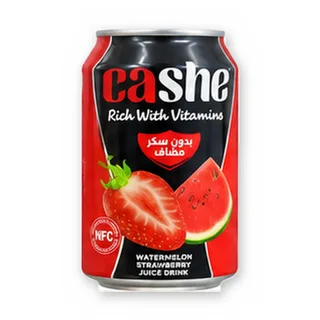 cashe
Rich With Vitamins
بدون سكر
مضاف
NFC
WATERMELON
STRAWBERRY
JUICE DRINK